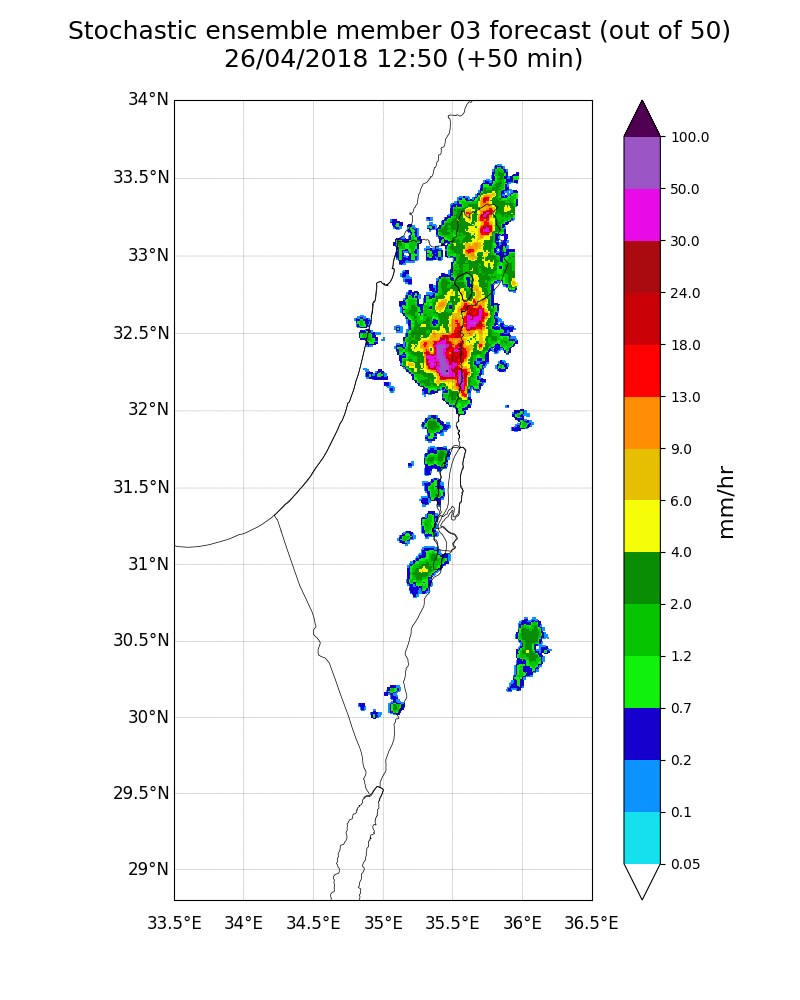 Stochastic ensemble member 03 forecast (out of 50)
26/04/2018 12:50 (+50 min)
34°N
33.5°N
33°N
32.5°N
32°N
31.5°N
31°N
30.5°N
30°N
29.5°N
29°N
33.5°E 34°E 34.5°E 35°E 35.5°E 36°E 36.5°E
100.0
50.0
30.0
24.0
18.0
13.0
9.0
6.0
4.0
2.0
1.2
0.7
0.2
0.1
0.05
mm/hr